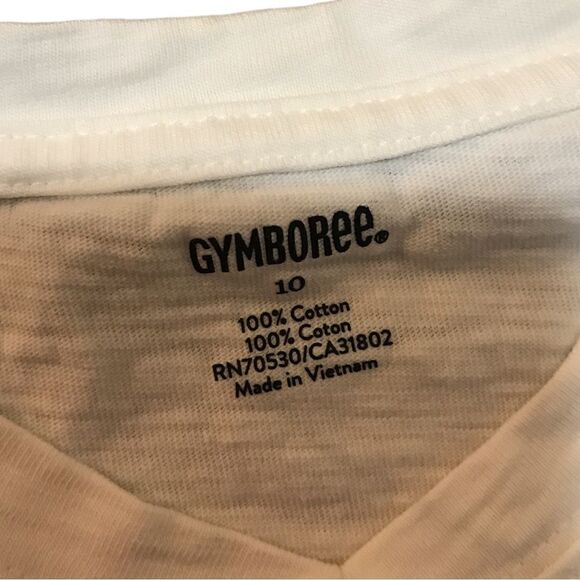 GYMBOREE®
10
100% Cotton
100% Coton
RN70530/CA31802
Made in Vietnam